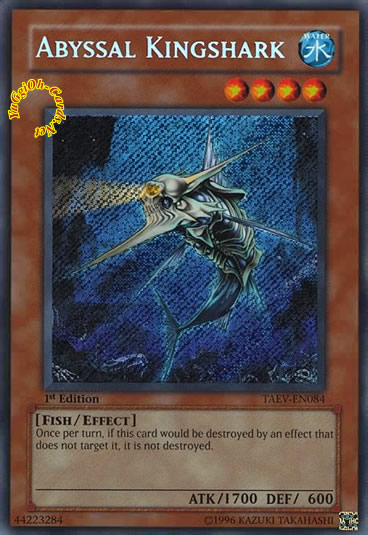 ABYSSAL KINGSHARK
WATER
水
YuGiOh-Cards.Net
1st Edition
TAEV-EN084
[FISH/EFFECT]
Once per turn, if this card would be destroyed by an effect that
does not target it, it is not destroyed.
ATK/1700 DEF/ 600
44223284
©1996 KAZUKI TAKAHASHI